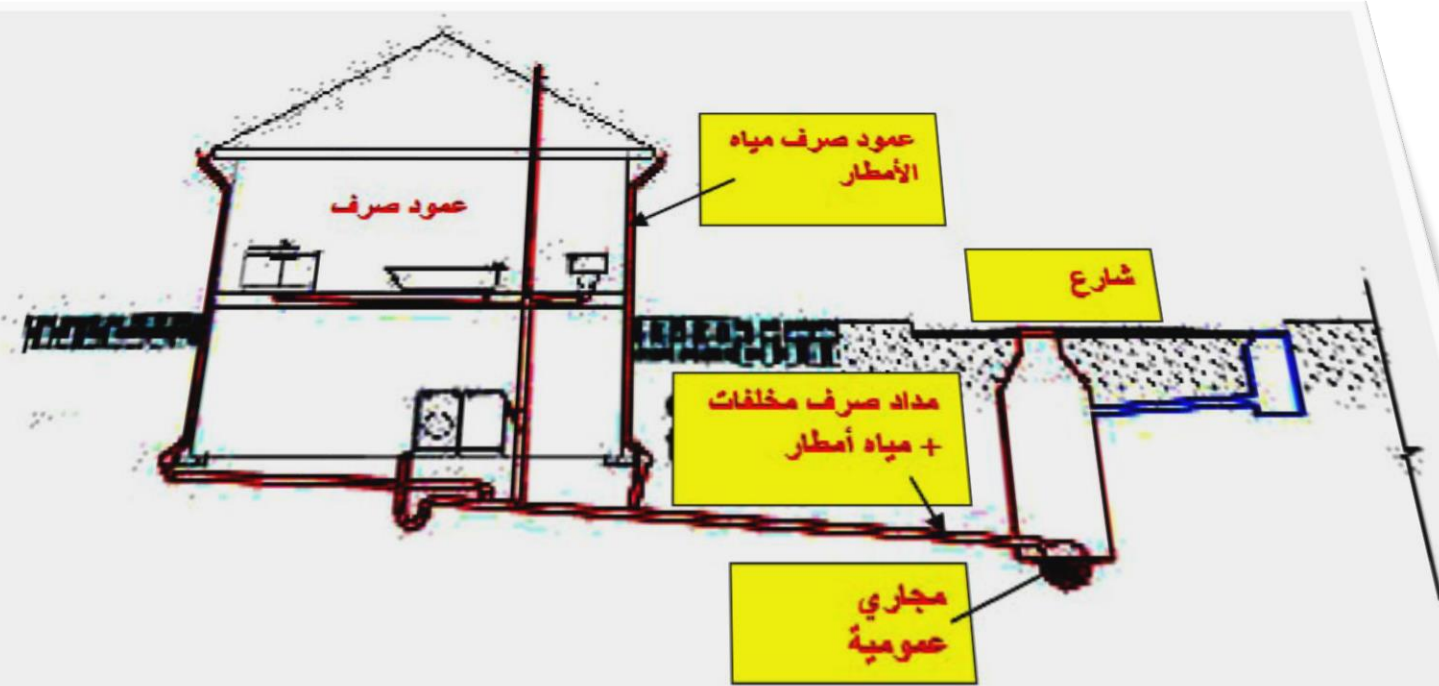 عمود صرف مياه
الأمطار
عمود صرف
شارع
مداد صرف مخلفات
+ مياه أمطار
مجاري
عمومية